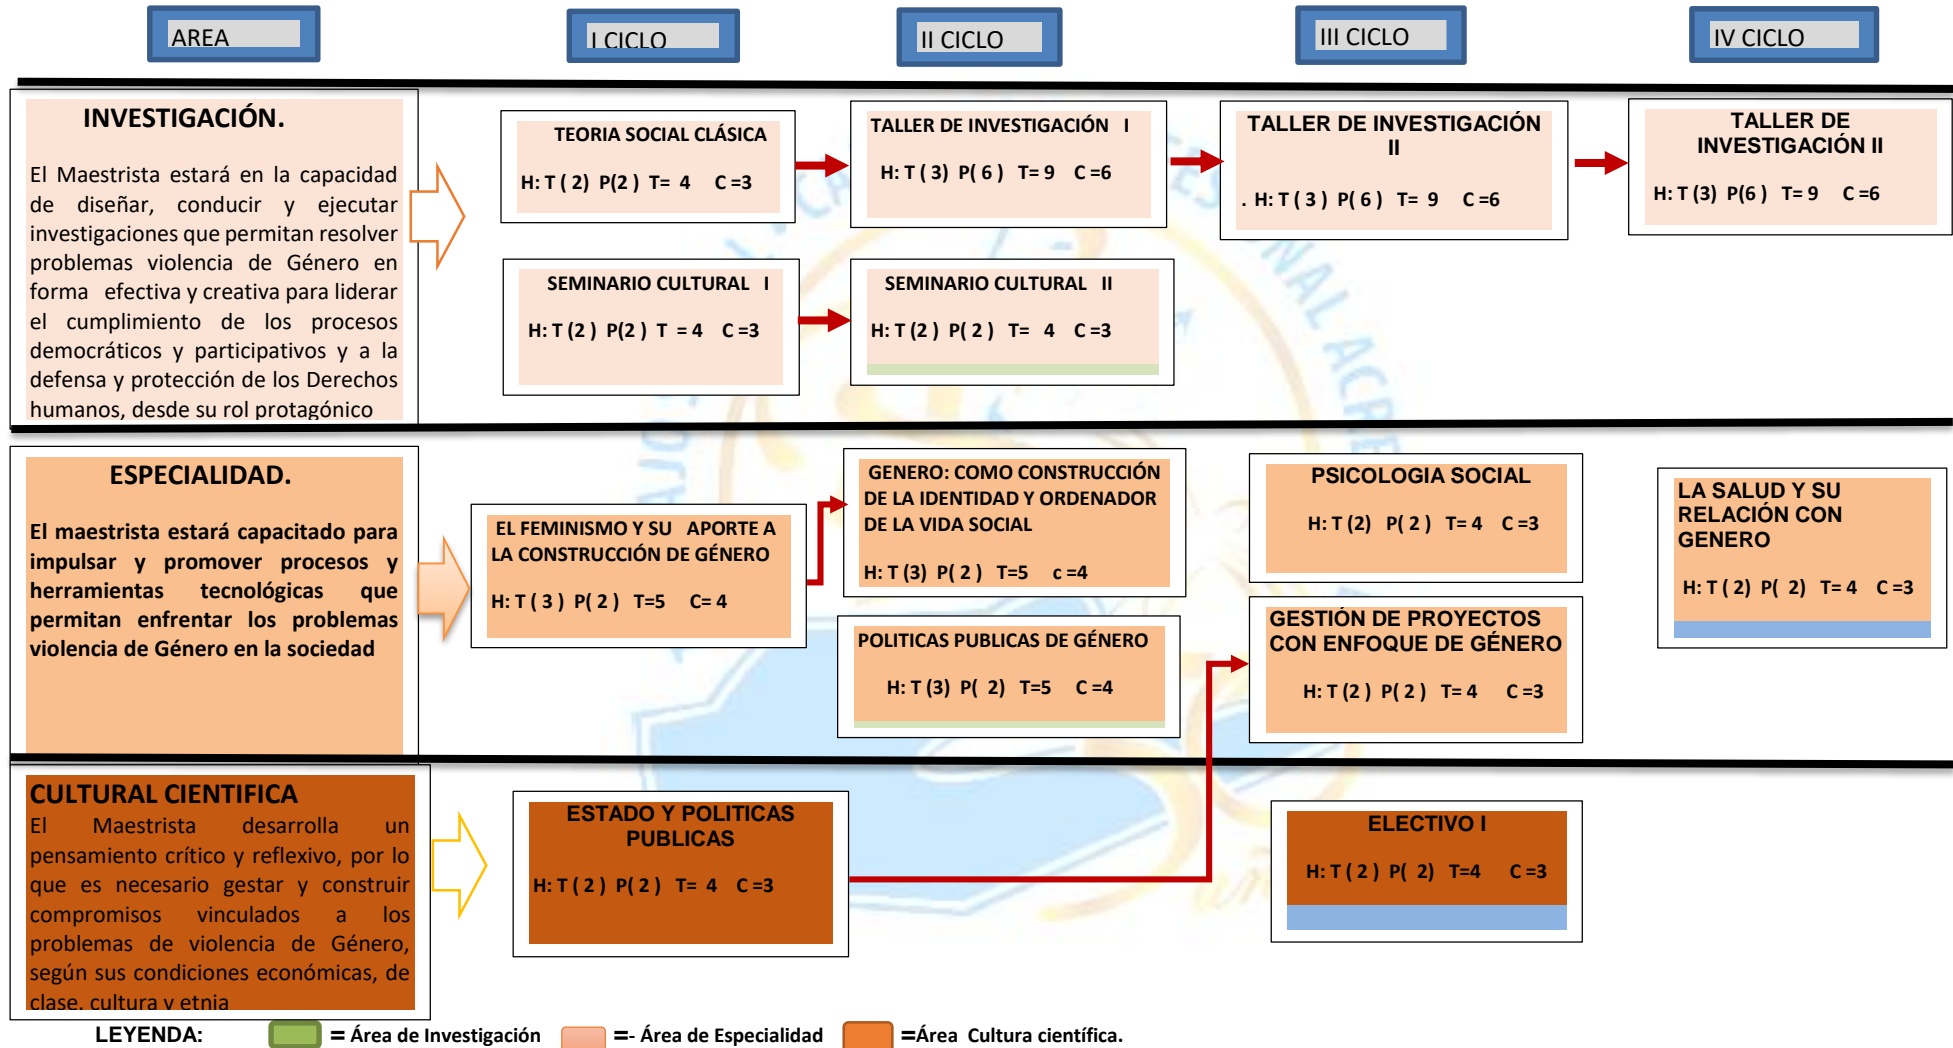 AREA
I CICLO
II CICLO
III CICLO
IV CICLO
INVESTIGACIÓN.
El Maestrista estará en la capacidad
de diseñar, conducir y ejecutar
investigaciones que permitan resolver
problemas violencia de Género en
forma efectiva y creativa para liderar
el cumplimiento de los procesos
democráticos y participativos y a la
defensa y protección de los Derechos
humanos, desde su rol protagónico
TEORIA SOCIAL CLÁSICA
H: T ( 2) P(2 ) T= 4 C =3
TALLER DE INVESTIGACIÓN I
H: T ( 3) P( 6 ) T= 9 C=6
TALLER DE INVESTIGACIÓN
II
. H: T ( 3 ) P( 6 ) T= 9 C=6
TALLER DE
INVESTIGACIÓN II
H: T (3) P(6 ) T= 9 C =6
SEMINARIO CULTURAL I
H: T (2 ) P(2 ) T = 4 C =3
SEMINARIO CULTURAL II
H: T (2 ) P( 2 ) T= 4 C =3
ESPECIALIDAD.
El maestrista estará capacitado para
impulsar y promover procesos y
herramientas tecnológicas que
permitan enfrentar los problemas
violencia de Género en la sociedad
EL FEMINISMO Y SU APORTE A
LA CONSTRUCCIÓN DE GÉNERO
H: T ( 3 ) P( 2 ) T=5 C= 4
GENERO: COMO CONSTRUCCIÓN
DE LA IDENTIDAD Y ORDENADOR
DE LA VIDA SOCIAL
H: T (3) P( 2 ) T=5 c =4
PSICOLOGIA SOCIAL
H: T (2) P( 2 ) T= 4 C =3
LA SALUD Y SU
RELACIÓN CON
GENERO
H: T ( 2) P( 2) T= 4 C =3
POLITICAS PUBLICAS DE GÉNERO
H: T (3) P( 2) T=5 C =4
GESTIÓN DE PROYECTOS
CON ENFOQUE DE GÉNERO
H: T (2 ) P( 2 ) T= 4 C =3
CULTURAL CIENTIFICA
El Maestrista desarrolla un
pensamiento crítico y reflexivo, por lo
que es necesario gestar y construir
compromisos vinculados a los
problemas de violencia de Género,
según sus condiciones económicas, de
clase, cultura y etnia
ESTADO Y POLITICAS
PUBLICAS
H: T ( 2 ) P( 2 ) T= 4 C =3
ELECTIVO I
H: T ( 2 ) P( 2) T=4 C =3
LEYENDA:
= Área de Investigación
=- Área de Especialidad
=Área Cultura científica.